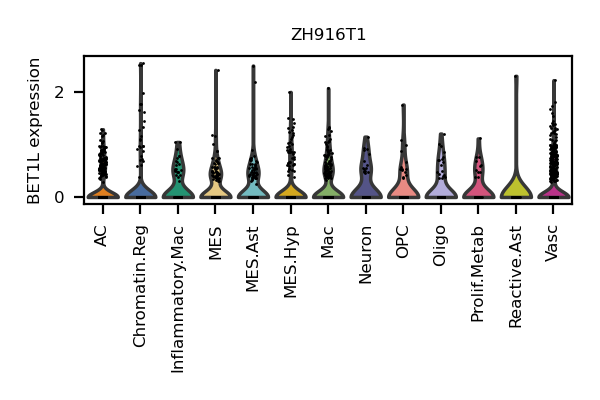 ZH916T1
BET1L expression
2
0
AC
Chromatin.Reg
Inflammatory.Mac
MES
MES.Ast
MES.Hyp
Mac
Neuron
OPC
Oligo
Prolif.Metab
Reactive.Ast
Vasc